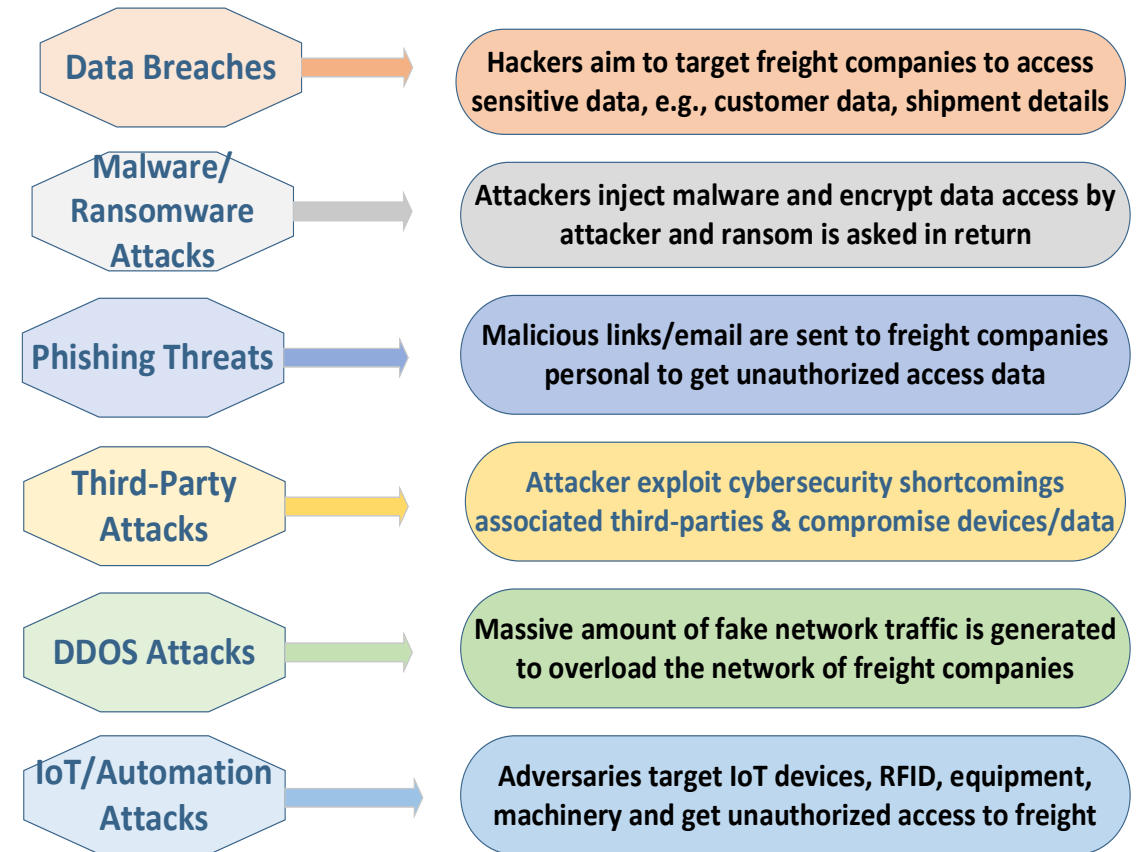 Data Breaches
Hackers aim to target freight companies to access
sensitive data, e.g., customer data, shipment details
Malware/
Ransomware
Attacks
Attackers inject malware and encrypt data access by
attacker and ransom is asked in return
Phishing Threats
Malicious links/email are sent to freight companies
personal to get unauthorized access data
Third-Party
Attacks
Attacker exploit cybersecurity shortcomings
associated third-parties & compromise devices/data
DDOS Attacks
Massive amount of fake network traffic is generated
to overload the network of freight companies
IoT/Automation
Attacks
Adversaries target IoT devices, RFID, equipment,
machinery and get unauthorized access to freight